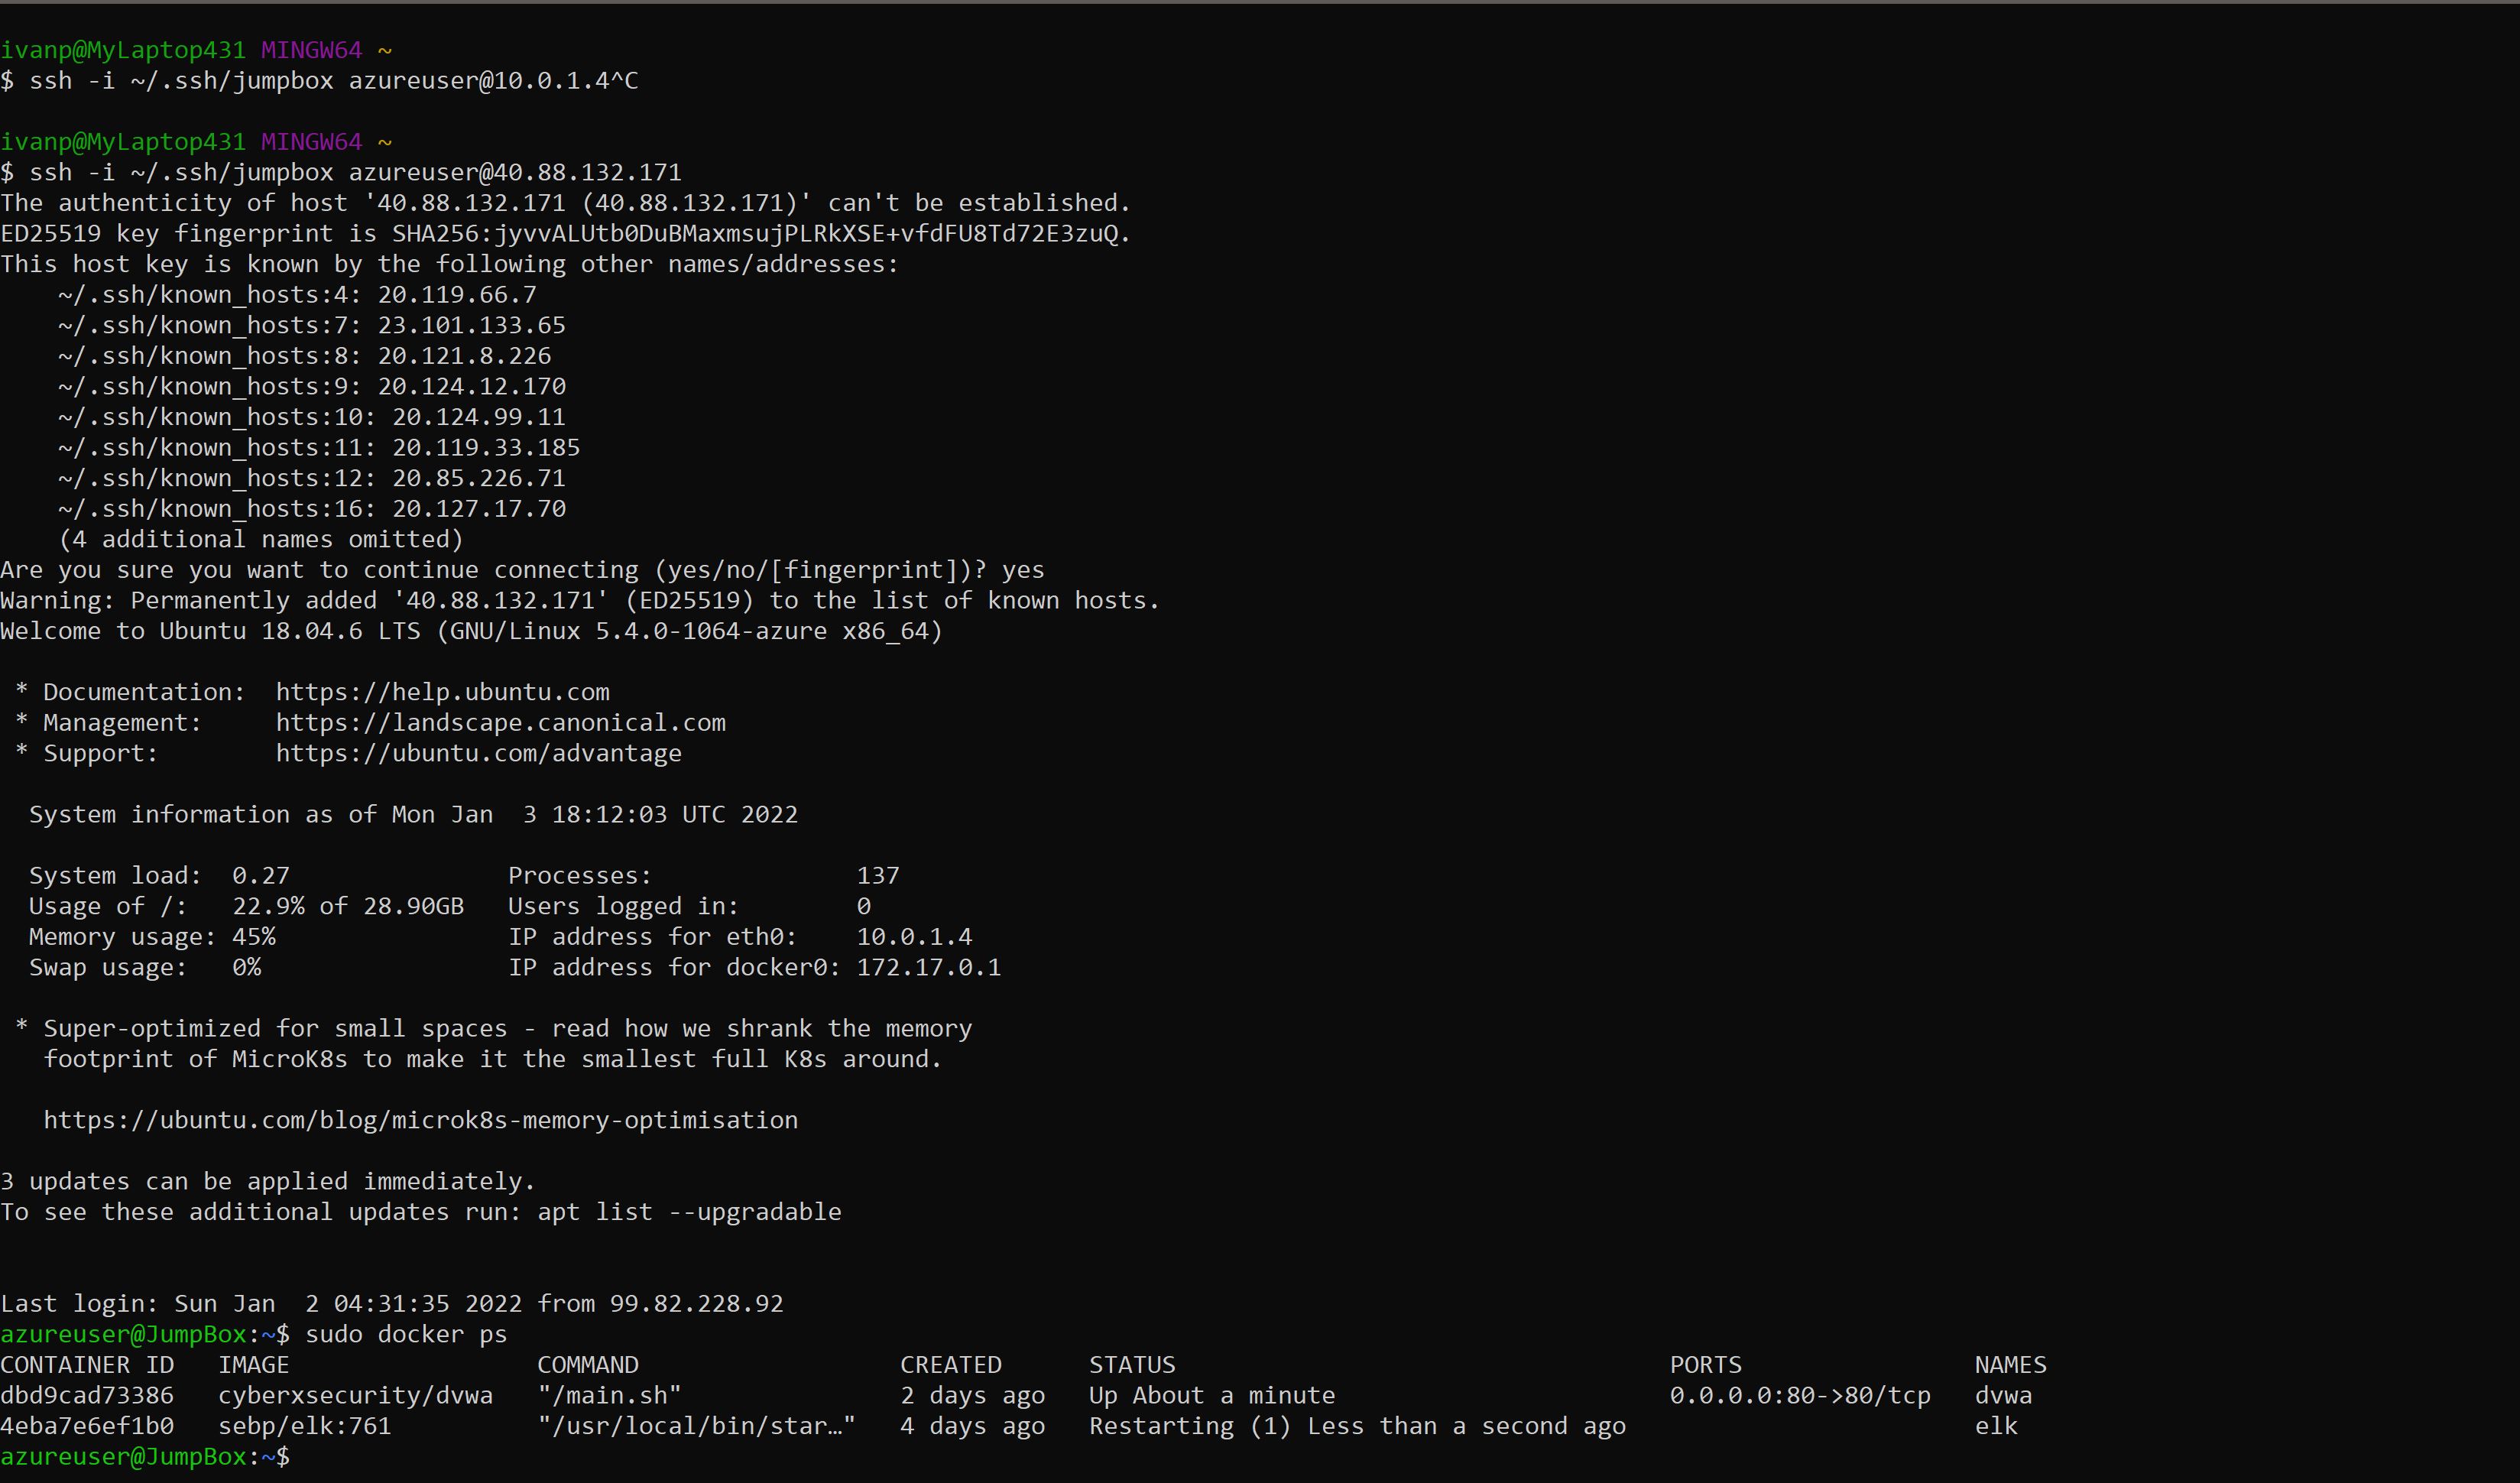 ivanp@MyLaptop431 MINGW64 ~
$ ssh -i ~/.ssh/jumpbox azureuser@10.0.1.4^C
ivanp@MyLaptop431 MINGW64 ~
$ ssh -i ~/.ssh/jumpbox azureuser@40.88.132.171
The authenticity of host '40.88.132.171 (40.88.132.171)' can't be established.
ED25519 key fingerprint is SHA256:jyvvALUtb0DuBMaxmsujPLRkXSE+vfdFU8Td72E3zuQ.
This host key is known by the following other names/addresses:
    ~/.ssh/known_hosts:4: 20.119.66.7
    ~/.ssh/known_hosts:7: 23.101.133.65
    ~/.ssh/known_hosts:8: 20.121.8.226
    ~/.ssh/known_hosts:9: 20.124.12.170
    ~/.ssh/known_hosts:10: 20.124.99.11
    ~/.ssh/known_hosts:11: 20.119.33.185
    ~/.ssh/known_hosts:12: 20.85.226.71
    ~/.ssh/known_hosts:16: 20.127.17.70
    (4 additional names omitted)
Are you sure you want to continue connecting (yes/no/[fingerprint])? yes
Warning: Permanently added '40.88.132.171' (ED25519) to the list of known hosts.
Welcome to Ubuntu 18.04.6 LTS (GNU/Linux 5.4.0-1064-azure x86_64)
 * Documentation:  https://help.ubuntu.com
 * Management:     https://landscape.canonical.com
 * Support:        https://ubuntu.com/advantage
  System information as of Mon Jan  3 18:12:03 UTC 2022
  System load:  0.27               Processes:              137
  Usage of /:   22.9% of 28.90GB   Users logged in:        0
  Memory usage: 45%                IP address for eth0:    10.0.1.4
  Swap usage:   0%                 IP address for docker0: 172.17.0.1
 * Super-optimized for small spaces - read how we shrank the memory
   footprint of MicroK8s to make it the smallest full K8s around.
   https://ubuntu.com/blog/microk8s-memory-optimisation
3 updates can be applied immediately.
To see these additional updates run: apt list --upgradable
Last login: Sun Jan  2 04:31:35 2022 from 99.82.228.92
azureuser@JumpBox:~$ sudo docker ps
CONTAINER ID   IMAGE                 COMMAND                  CREATED      STATUS                                  PORTS                NAMES
dbd9cad73386   cyberxsecurity/dvwa   "/main.sh"               2 days ago   Up About a minute                       0.0.0.0:80->80/tcp   dvwa
4eba7e6ef1b0   sebp/elk:761          "/usr/local/bin/star…"   4 days ago   Restarting (1) Less than a second ago                        elk
azureuser@JumpBox:~$